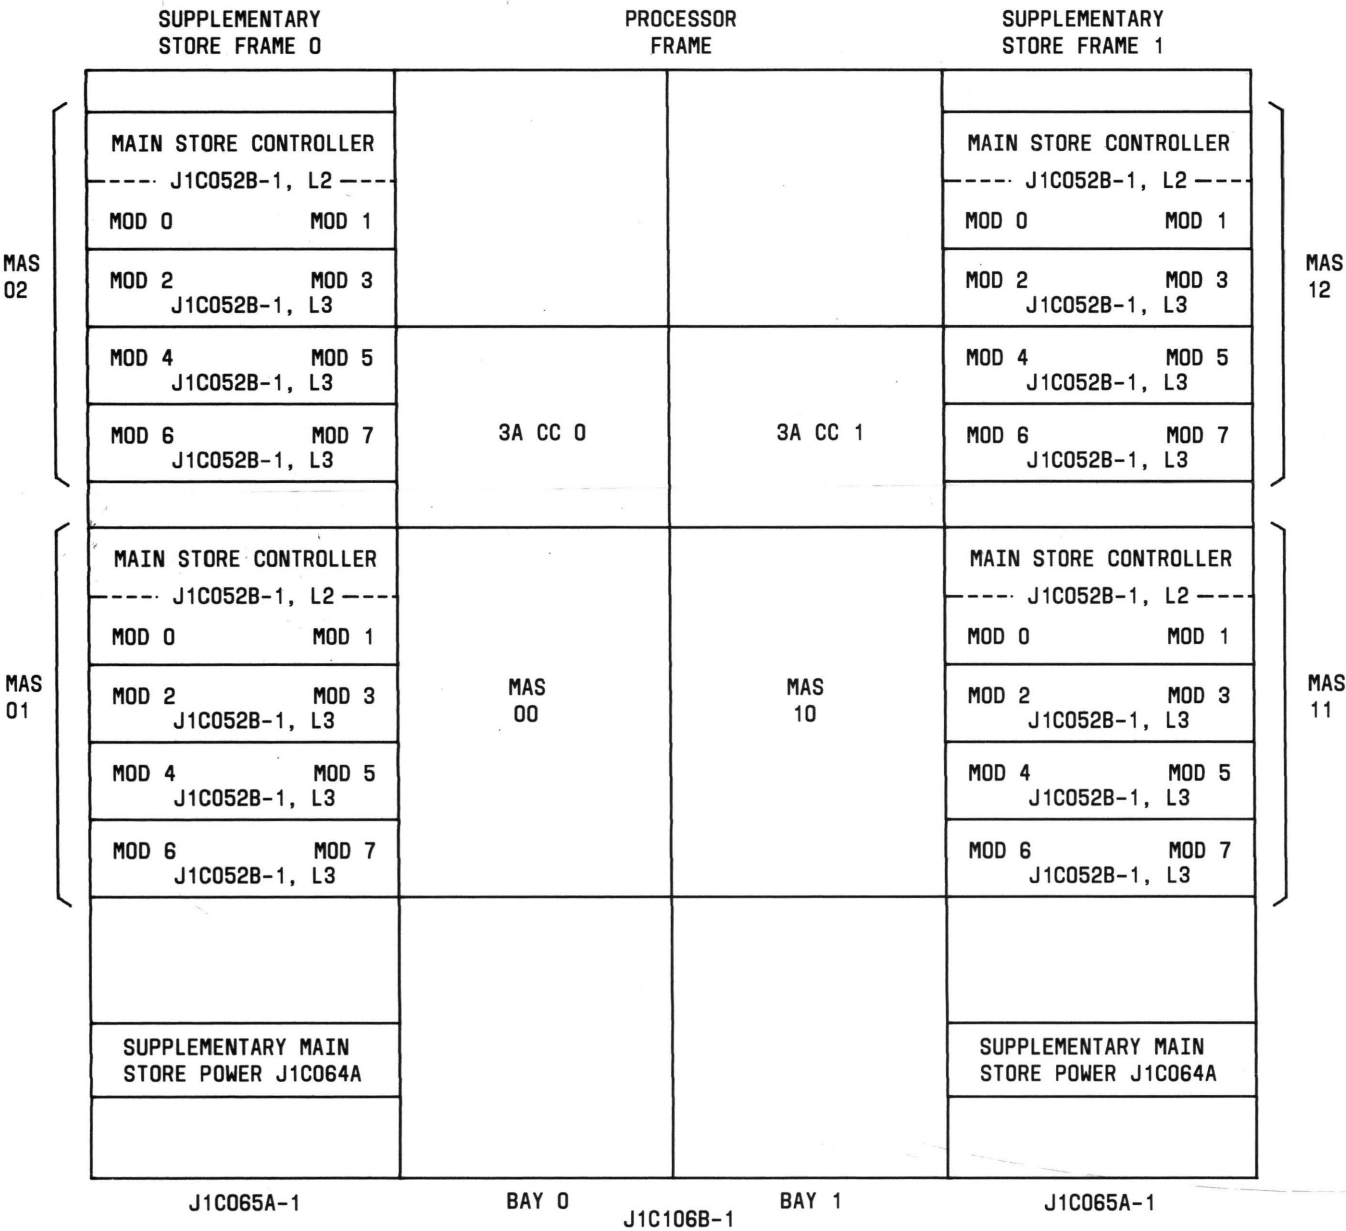 SUPPLEMENTARY
STORE FRAME 0
PROCESSOR
FRAME
SUPPLEMENTARY
STORE FRAME 1
MAS
02
MAIN STORE CONTROLLER
J1C052B-1, L2
MOD 0 MOD 1
MOD 2 MOD 3
J1C052B-1, L3
MOD 4 MOD 5
J1C052B-1, L3
MOD 6 MOD 7
J1C052B-1, L3
3A CC 0
3A CC 1
MAIN STORE CONTROLLER
J1C052B-1, L2
MOD 0 MOD 1
MOD 2 MOD 3
J1C052B-1, L3
MOD 4 MOD 5
J1C052B-1, L3
MOD 6 MOD 7
J1C052B-1, L3
MAS
12
MAS
01
MAIN STORE CONTROLLER
J1C052B-1, L2
MOD 0 MOD 1
MOD 2 MOD 3
J1C052B-1, L3
MOD 4 MOD 5
J1C052B-1, L3
MOD 6 MOD 7
J1C052B-1, L3
MAS
00
MAS
10
MAIN STORE CONTROLLER
J1C052B-1, L2
MOD 0 MOD 1
MOD 2 MOD 3
J1C052B-1, L3
MOD 4 MOD 5
J1C052B-1, L3
MOD 6 MOD 7
J1C052B-1, L3
MAS
11
SUPPLEMENTARY MAIN
STORE POWER J1C064A
SUPPLEMENTARY MAIN
STORE POWER J1C064A
J1C065A-1
BAY 0
BAY 1
J1C106B-1
J1C065A-1